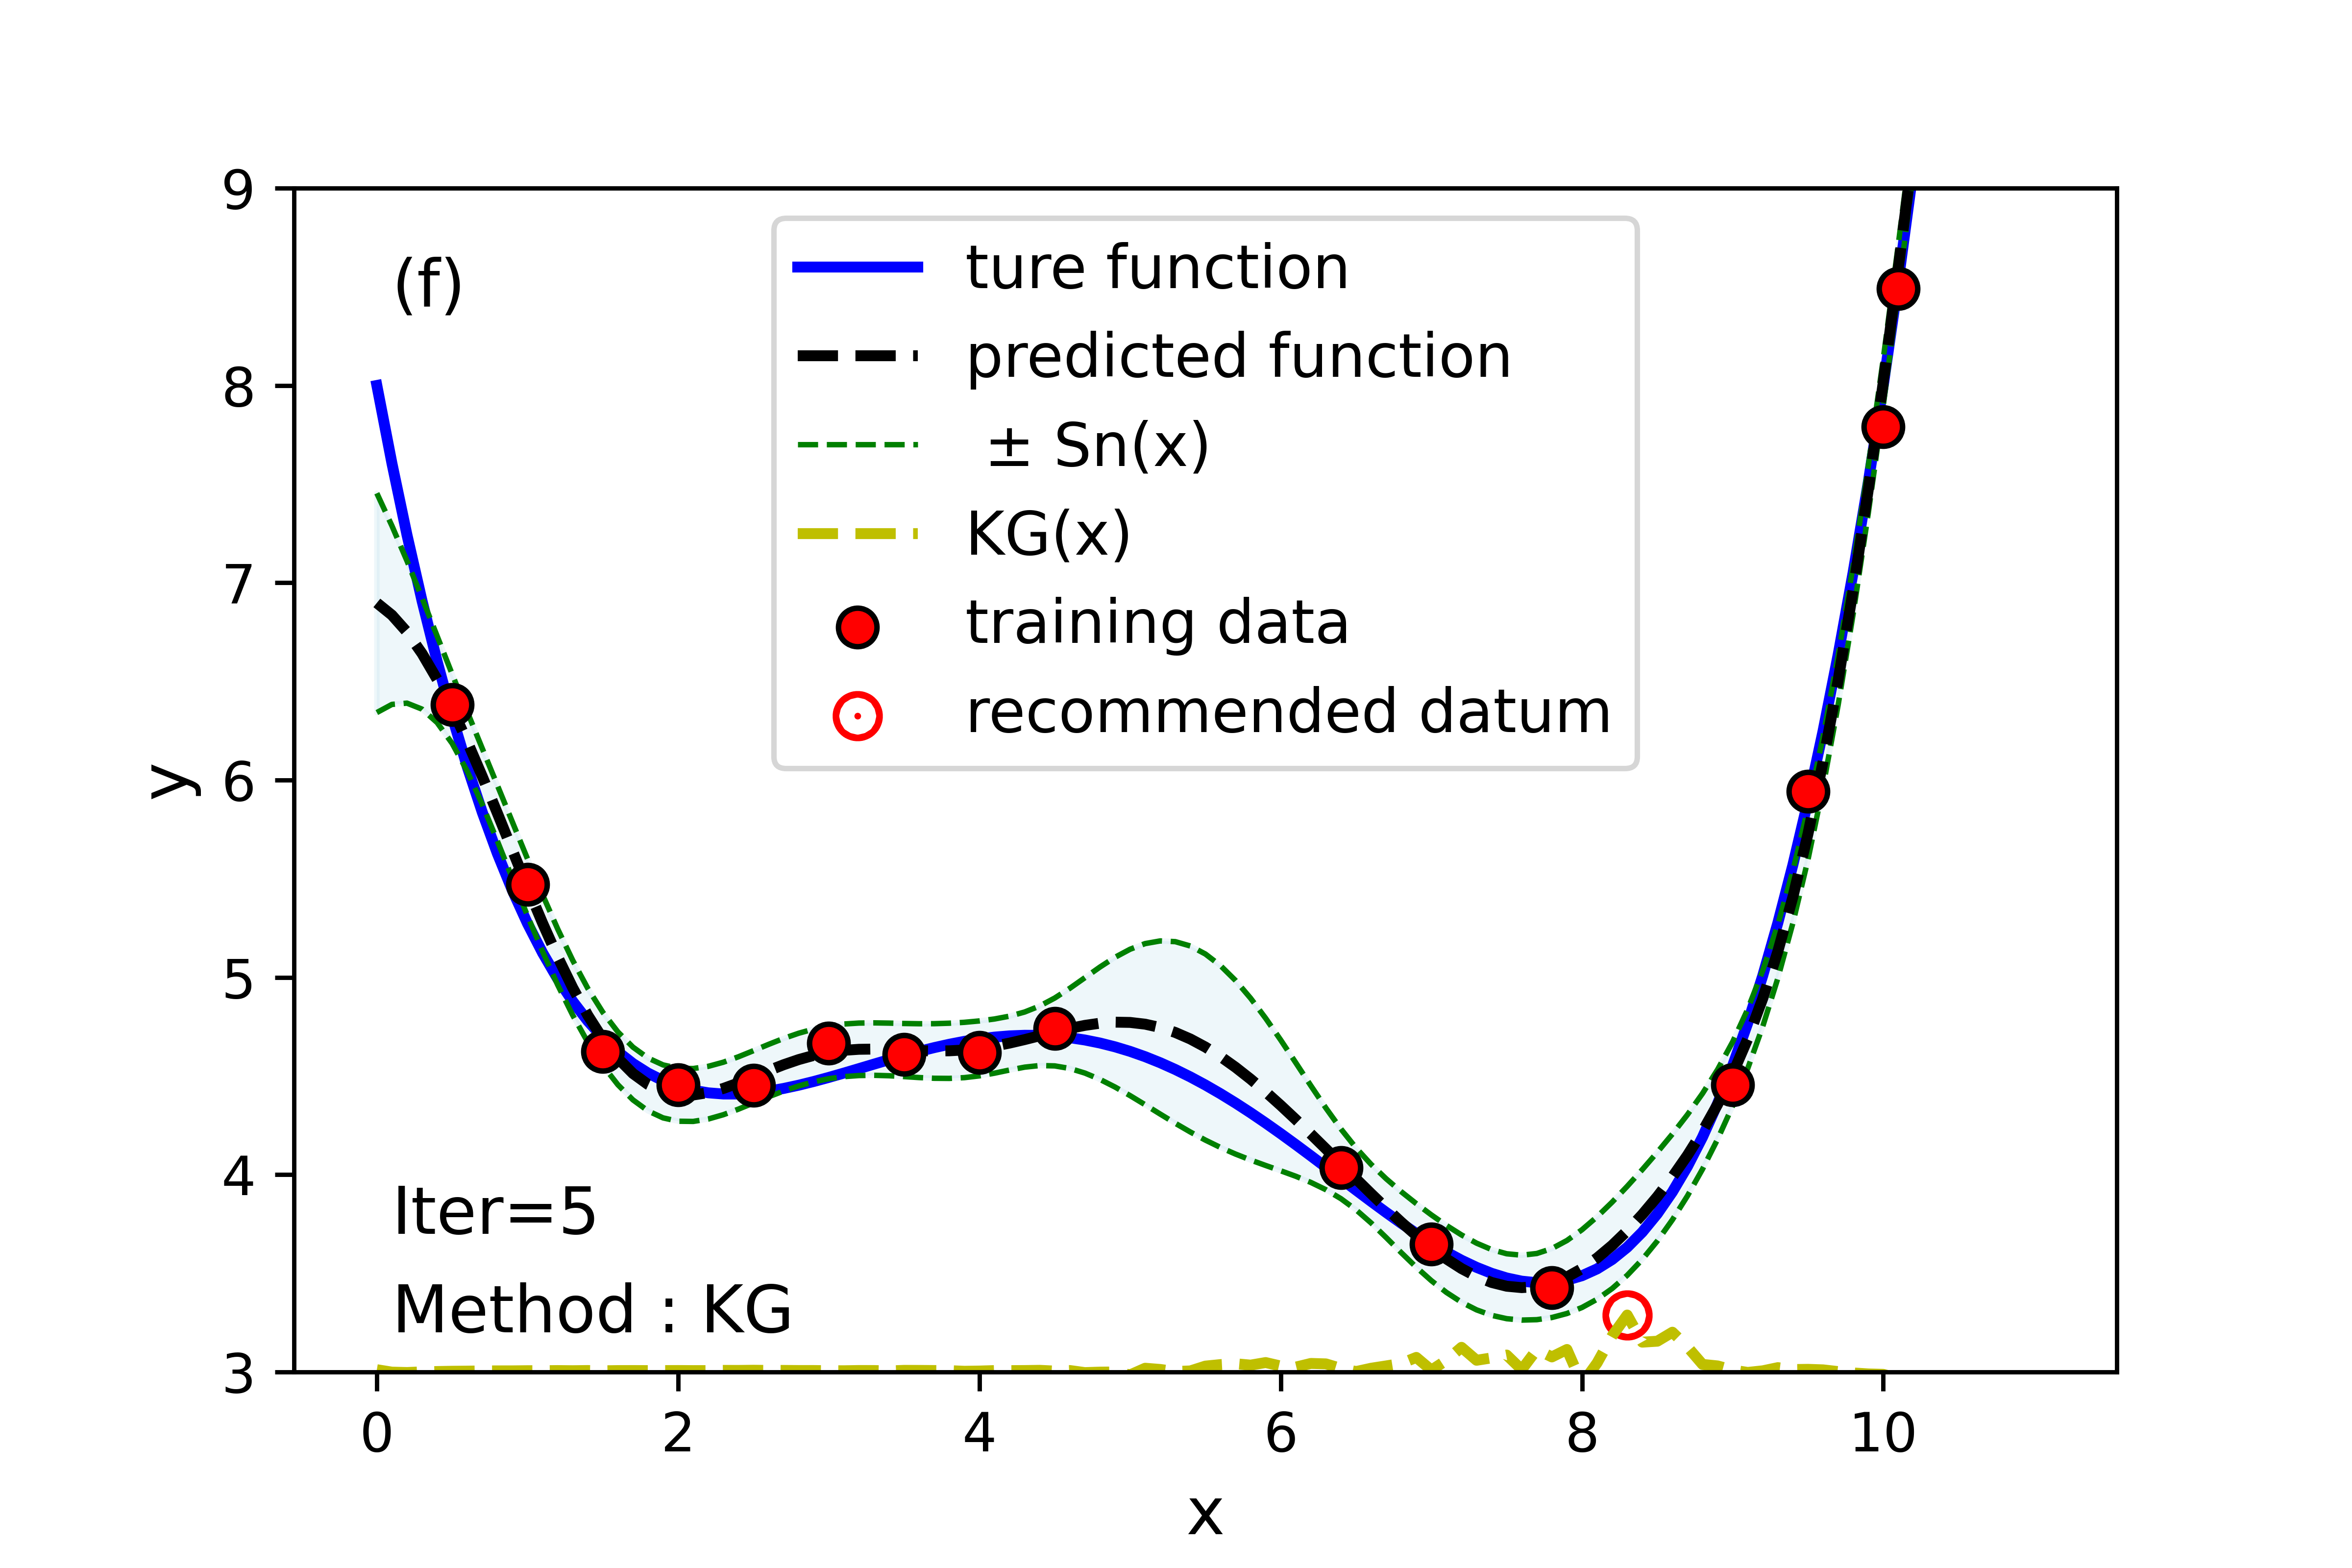 9
8
7
6
5
4
3
y
(f)
ture function
predicted function
± Sn(x)
KG(x)
training data
recommended datum
Iter=5
Method : KG
0 2 4 6 8 10
x